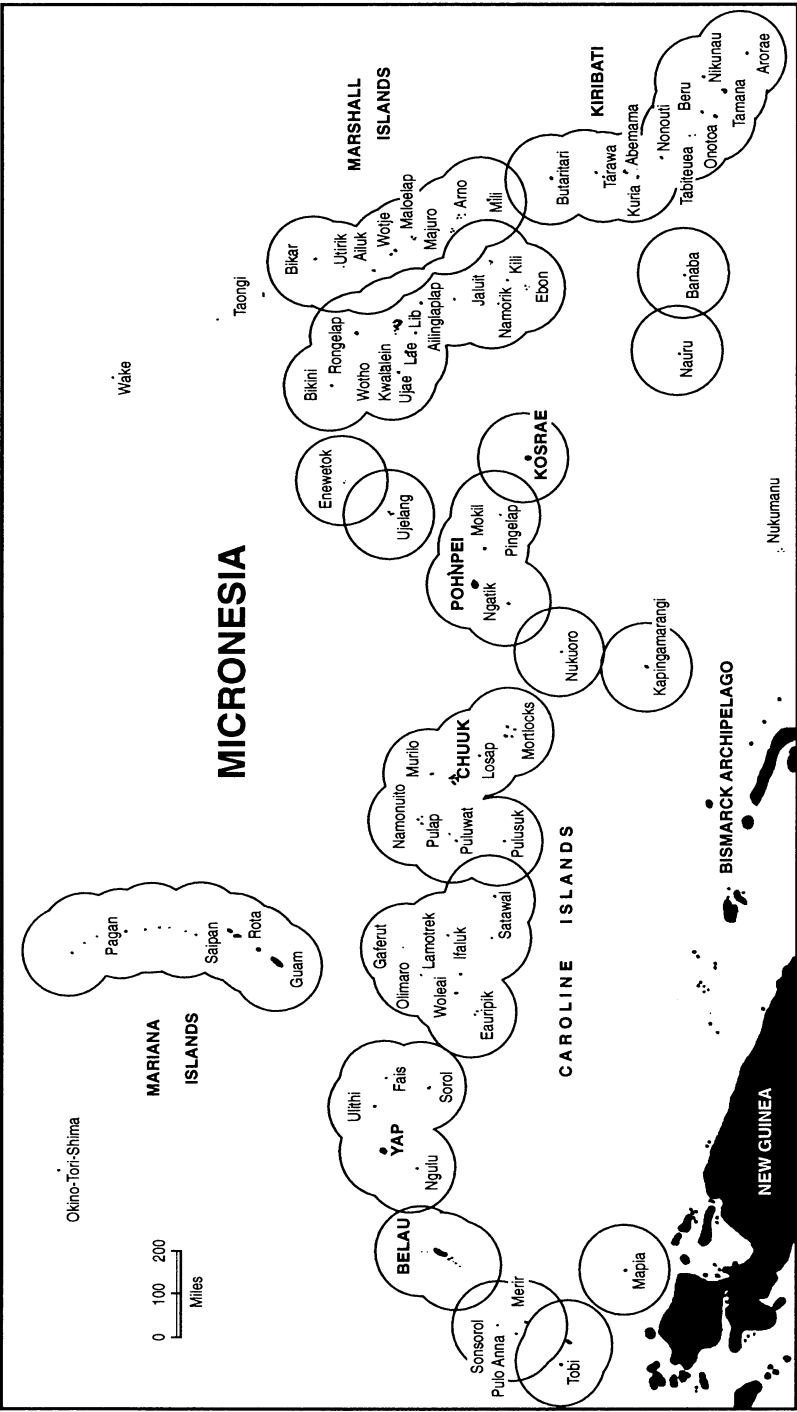 MICRONESIA
Okino-Tori-Shima
0 100 200
Miles
MARIANA
ISLANDS
Pagan
Saipan
Rota
Guam
Wake
Taongi
MARSHALL
ISLANDS
Bikar
Utirik
Ailuk
Wotje
Maloelap
Majuro
Arno
Mili
Bikini
Rongelap
Wotho
Kwalalein
Ujae
Lae
Lib
Ailinglaplap
Jaluit
Namorik
Kili
Ebon
Enewetok
Ujelang
KIRIBATI
Butaritari
Tarawa
Kuria
Abemama
Nonouti
Tabiteuea
Beru
Onotoa
Nikunau
Tamana
Arorae
Banaba
Nauru
KOSRAE
POHNPEI
Mokil
Pingelap
Ngatik
Nukuoro
Kapingamarangi
Nukumanu
Namonuito
Murilo
Pulap
CHUUK
Puluwat
Losap
Pulusuk
Mortlocks
CAROLINE ISLANDS
Gaferut
Olimaro
Lamotrek
Woleai
Ifaluk
Eauripik
Satawal
Ulithi
Fais
YAP
Sorol
Ngulu
BELAU
Sonsorol
Pulo Anna
Merir
Tobi
Mapia
BISMARCK ARCHIPELAGO
NEW GUINEA